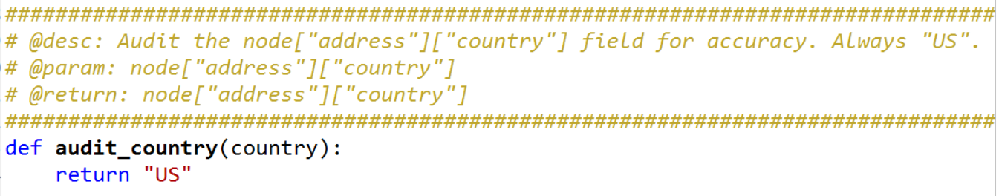 ################################################################################
# @desc: Audit the node["address"]["country"] field for accuracy. Always "US".
# @param: node["address"]["country"]
# @return: node["address"]["country"]
################################################################################
def audit_country(country):
    return "US"